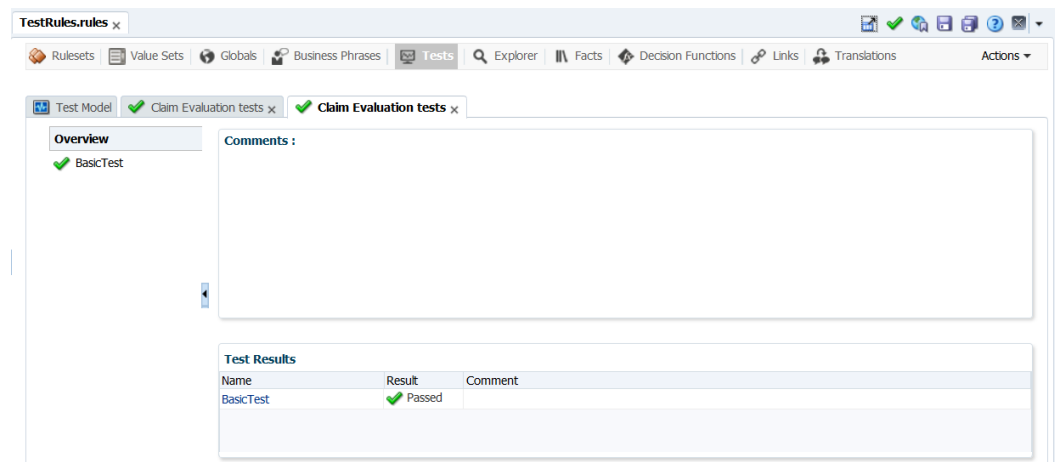 TestRules.rules
Rulesets Value Sets Globals Business Phrases Tests Explorer Facts Decision Functions Links Translations Actions
Test Model Claim Evaluation tests Claim Evaluation tests
Overview
BasicTest
Comments :
Test Results
Name Result Comment
BasicTest Passed